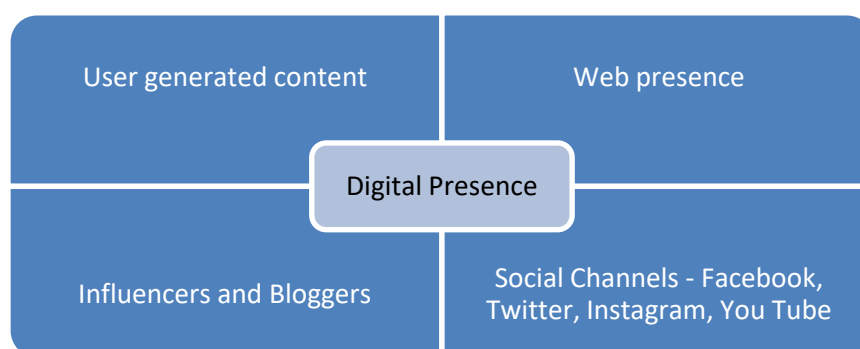 User generated content
Web presence
Digital Presence
Influencers and Bloggers
Social Channels - Facebook,
Twitter, Instagram, You Tube